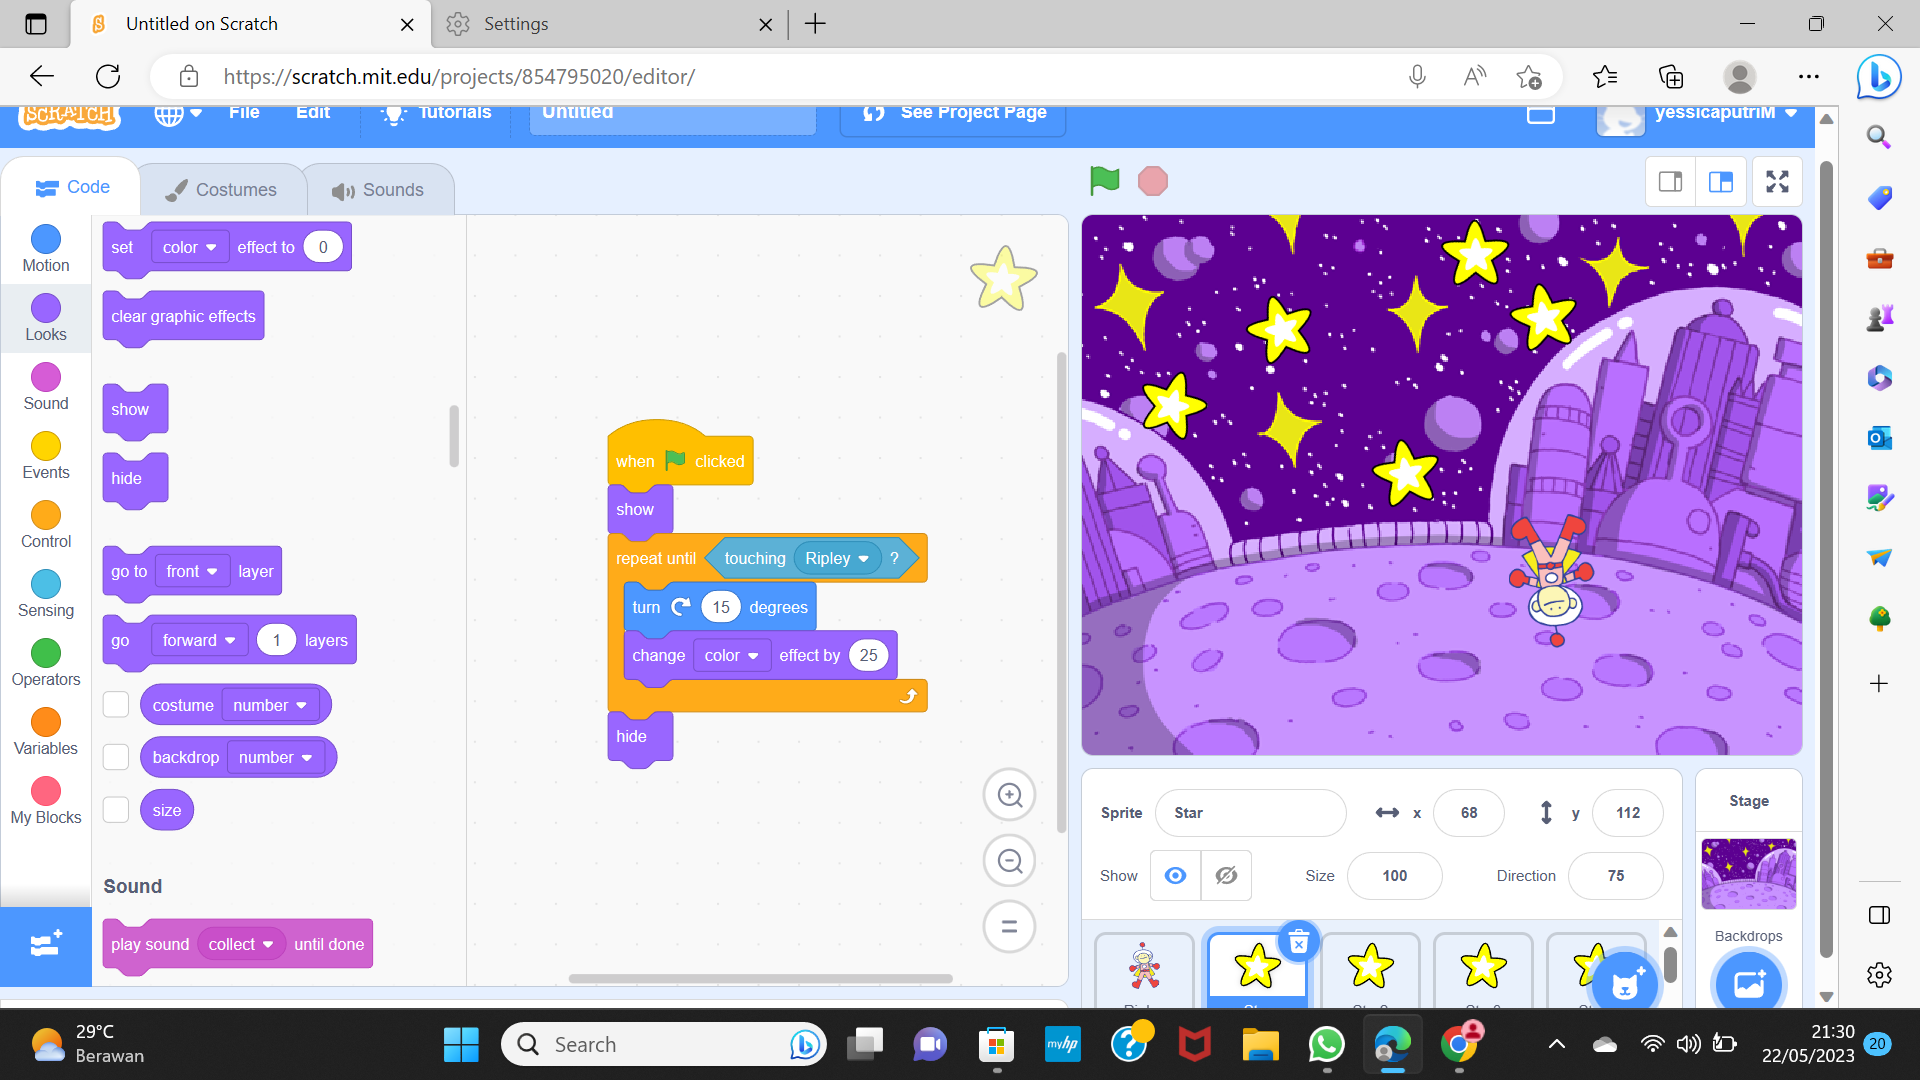 Untitled on Scratch
Settings
https://scratch.mit.edu/projects/854795020/editor/
SCRATCH
File
Edit
Tutorials
Untitled
See Project Page
yessicaputriM
Code
Costumes
Sounds
Motion
Looks
Sound
Events
Control
Sensing
Operators
Variables
My Blocks
set color effect to 0
clear graphic effects
show
hide
go to front layer
go forward 1 layers
costume number
backdrop number
size
Sound
play sound collect until done
when clicked
show
repeat until touching Ripley ?
turn 15 degrees
change color effect by 25
hide
Sprite Star x 68 y 112
Show Size 100 Direction 75
Stage
Backdrops
29°C
Berawan
Search
myhp
21:30
22/05/2023
20